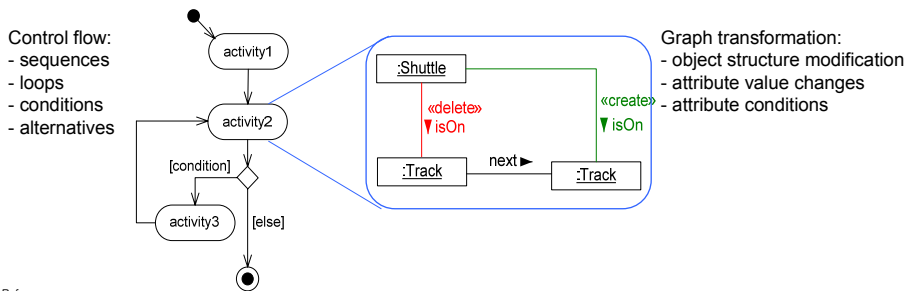 Control flow:
- sequences
- loops
- conditions
- alternatives
activity1
activity2
[condition]
activity3
[else]
:Shuttle
«delete»
isOn
«create»
isOn
:Track
next
:Track
Graph transformation:
- object structure modification
- attribute value changes
- attribute conditions